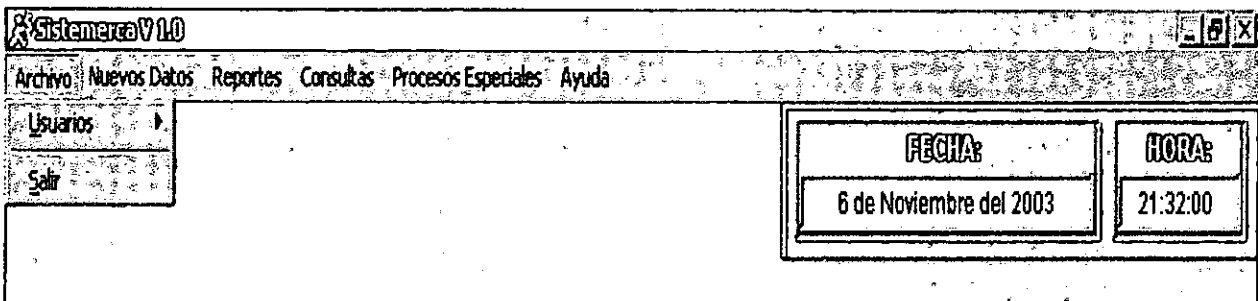 Sistemerca V 1.0
Archivo Nuevos Datos Reportes Consultas Procesos Especiales Ayuda
Usuarios
Salir
FECHA: HORA:
6 de Noviembre del 2003 21:32:00